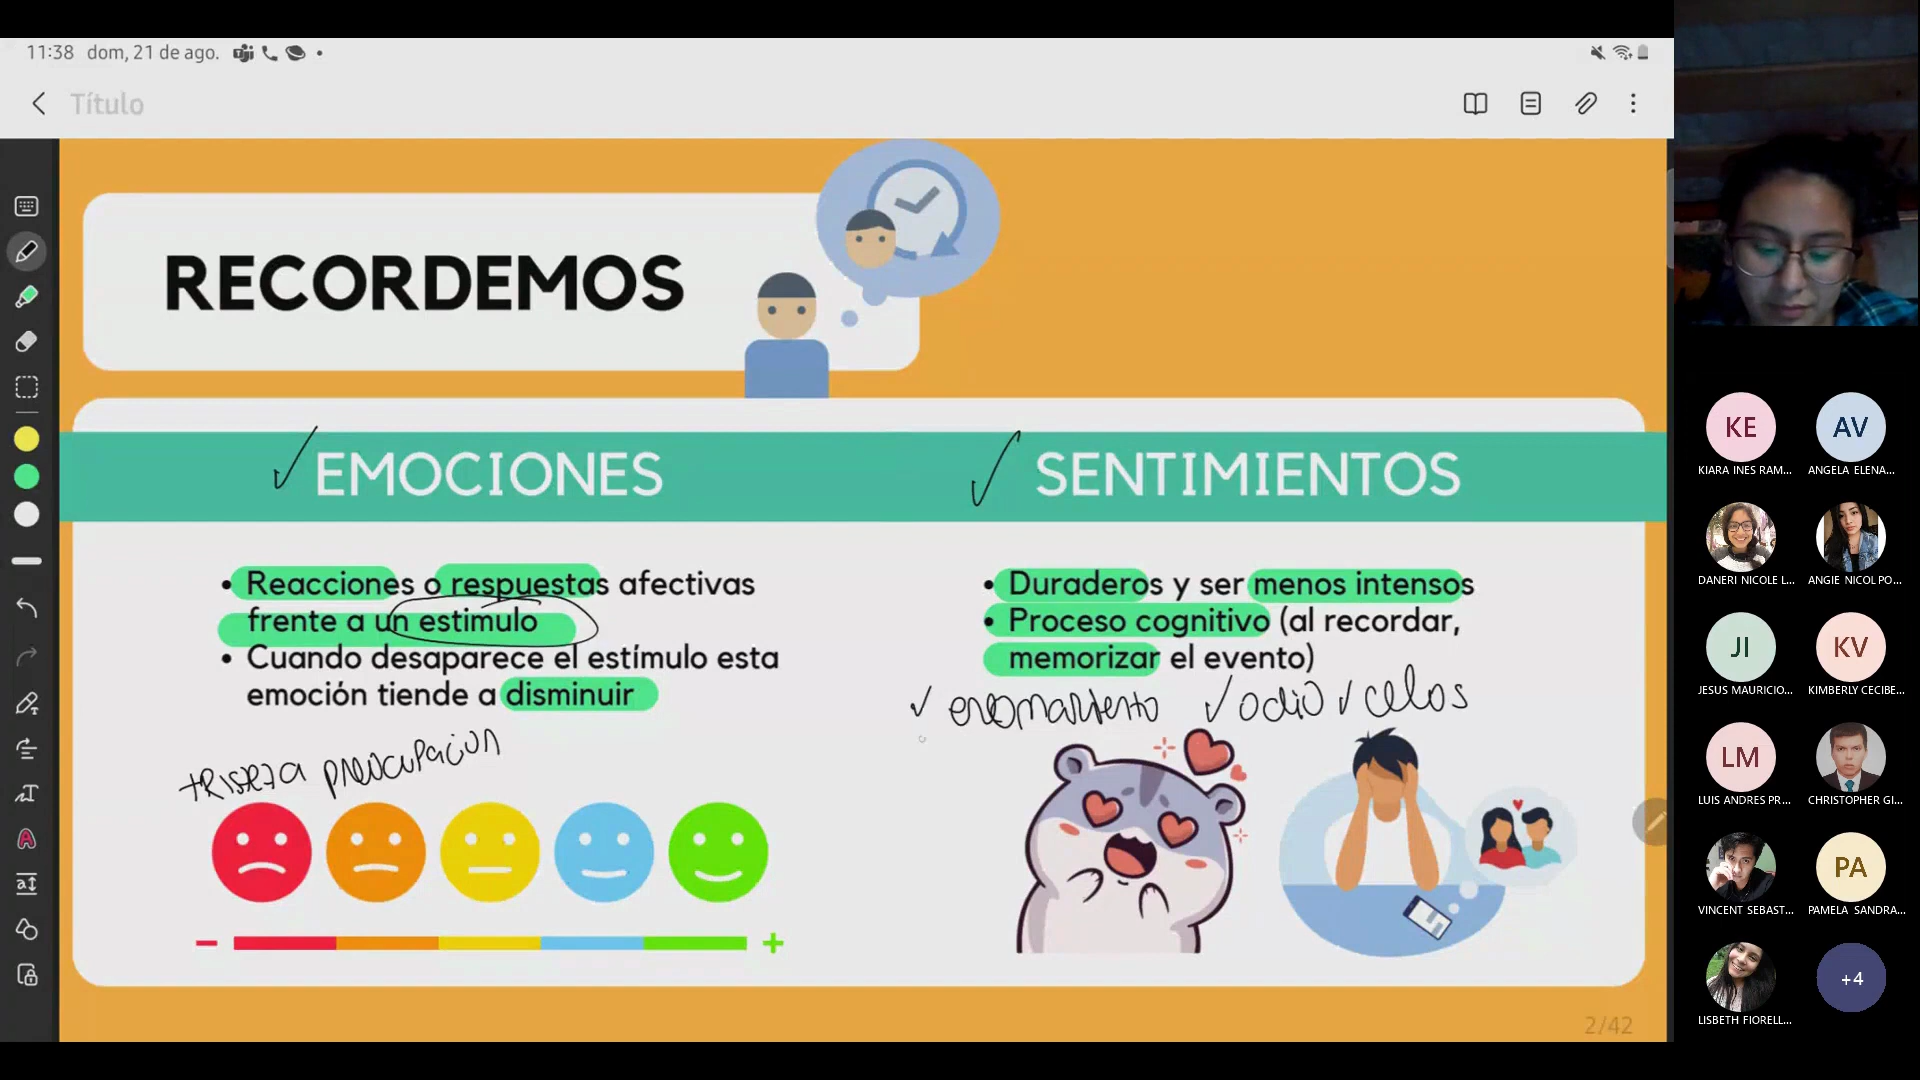 11:38 dom, 21 de ago.
Título
RECORDEMOS
EMOCIONES
SENTIMIENTOS
• Reacciones o respuestas afectivas
frente a un estimulo
• Cuando desaparece el estímulo esta
emoción tiende a disminuir
tristeza preocupacion
• Duraderos y ser menos intensos
• Proceso cognitivo (al recordar,
memorizar el evento)
✓ odio ✓ celos
- +
2/42
KE
KIARA INES RAM...
AV
ANGELA ELENA...
DANERI NICOLE L...
ANGIE NICOL PO...
JI
JESUS MAURICIO...
KV
KIMBERLY CECIBE...
LM
LUIS ANDRES PR...
CHRISTOPHER GI...
VINCENT SEBAST...
PA
PAMELA SANDRA...
LISBETH FIORELL...
+4